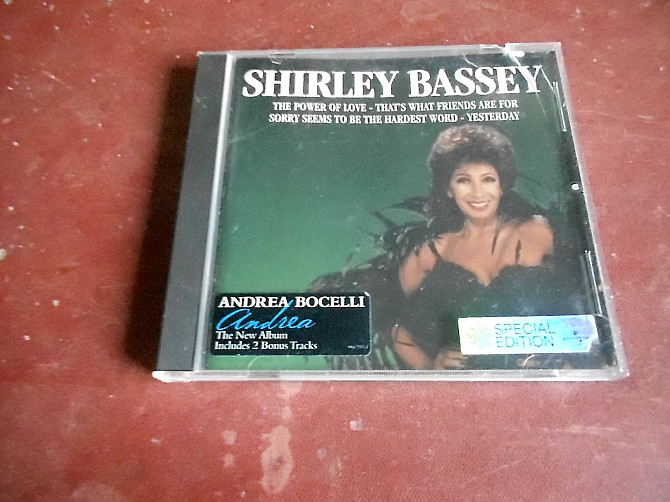 SHIRLEY BASSEY
THE POWER OF LOVE - THAT'S WHAT FRIENDS ARE FOR
SORRY SEEMS TO BE THE HARDEST WORD - YESTERDAY
ANDREA BOCELLI
Andrea
The New Album
Includes 2 Bonus Tracks
SPECIAL
EDITION